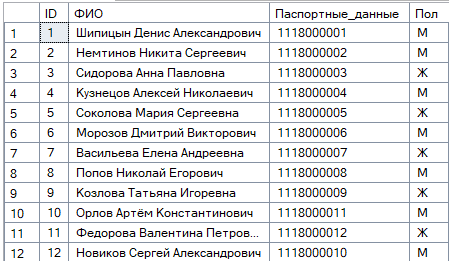 ID ФИО Паспортные_данные Пол
1 1 Шипицын Денис Александрович 1118000001 М
2 2 Немтинов Никита Сергеевич 1118000002 М
3 3 Сидорова Анна Павловна 1118000003 Ж
4 4 Кузнецов Алексей Николаевич 1118000004 М
5 5 Соколова Мария Сергеевна 1118000005 Ж
6 6 Морозов Дмитрий Викторович 1118000006 М
7 7 Васильева Елена Андреевна 1118000007 Ж
8 8 Попов Николай Егорович 1118000008 М
9 9 Козлова Татьяна Игоревна 1118000009 Ж
10 10 Орлов Артём Константинович 1118000011 М
11 11 Федорова Валентина Петров... 1118000012 Ж
12 12 Новиков Сергей Александрович 1118000010 М